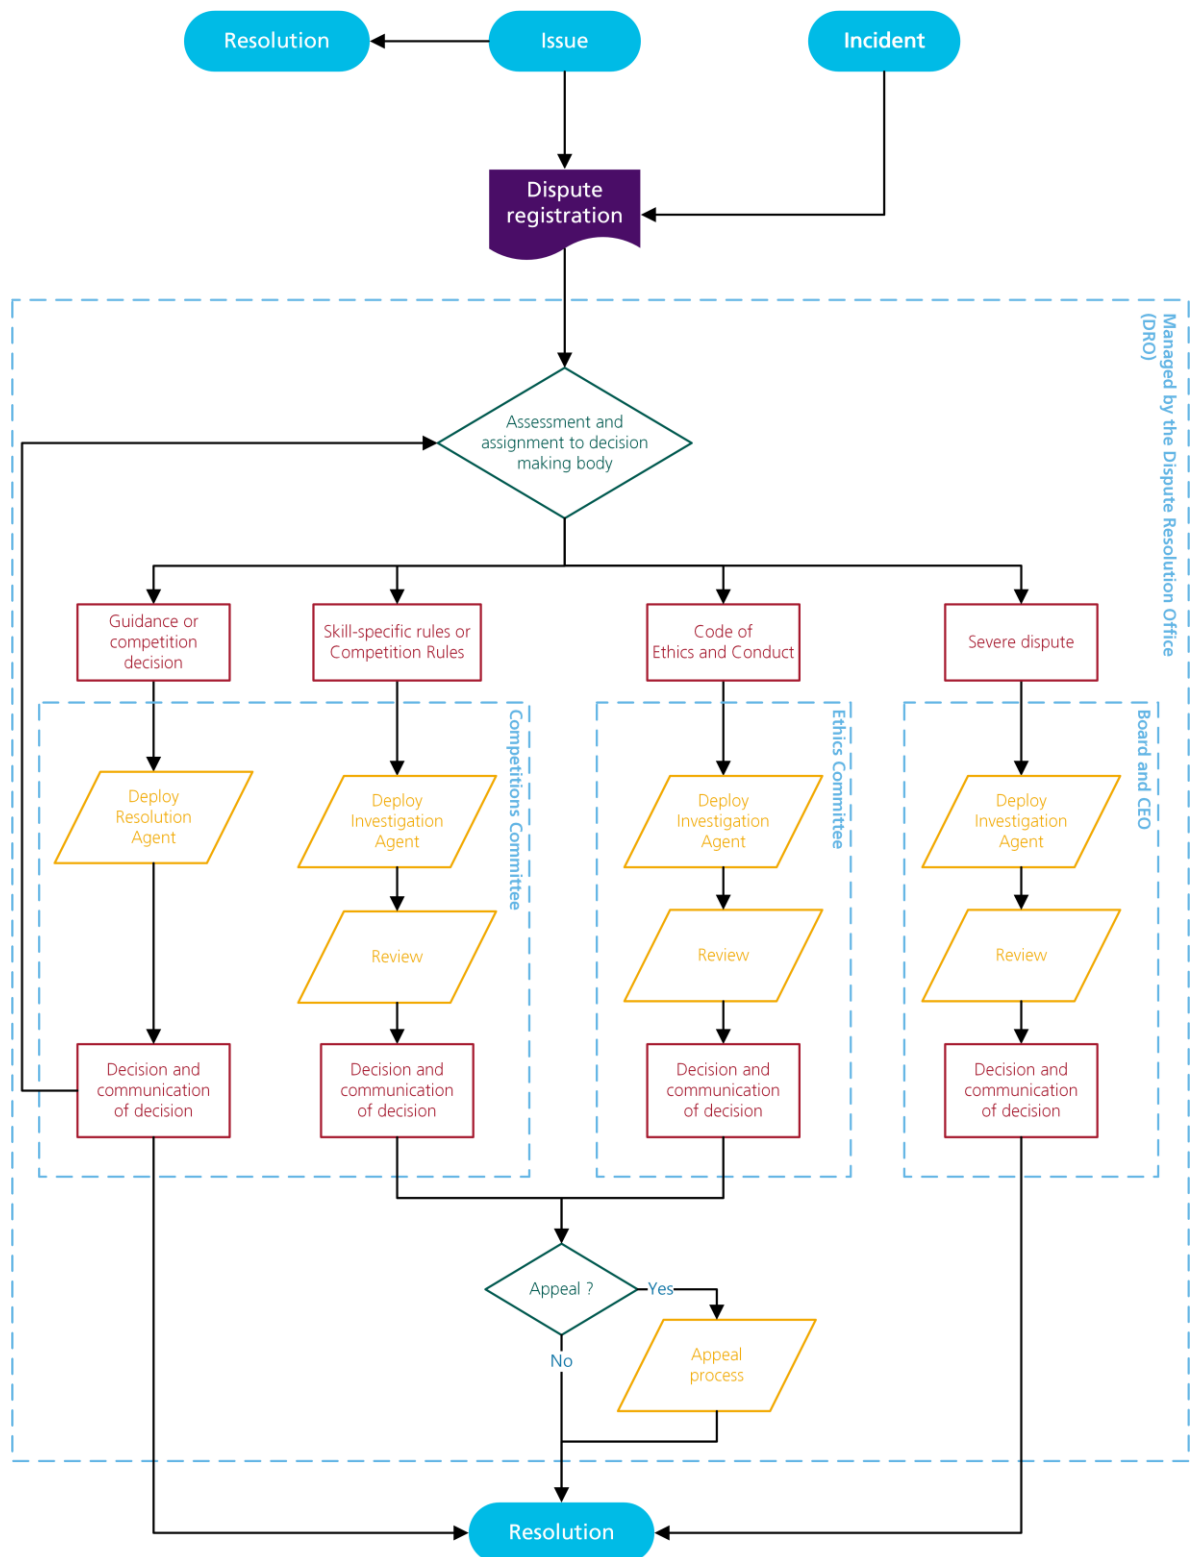 Resolution
Issue
Incident
Dispute
registration
Managed by the Dispute Resolution Office
(DRO)
Assessment and
assignment to decision
making body
Guidance or
competition
decision
Skill-specific rules or
Competition Rules
Code of
Ethics and Conduct
Severe dispute
Competitions Committee
Ethics Committee
Board and CEO
Deploy
Resolution
Agent
Deploy
Investigation
Agent
Deploy
Investigation
Agent
Deploy
Investigation
Agent
Review
Review
Review
Decision and
communication
of decision
Decision and
communication
of decision
Decision and
communication
of decision
Decision and
communication
of decision
Appeal ?
Yes
No
Appeal
process
Resolution